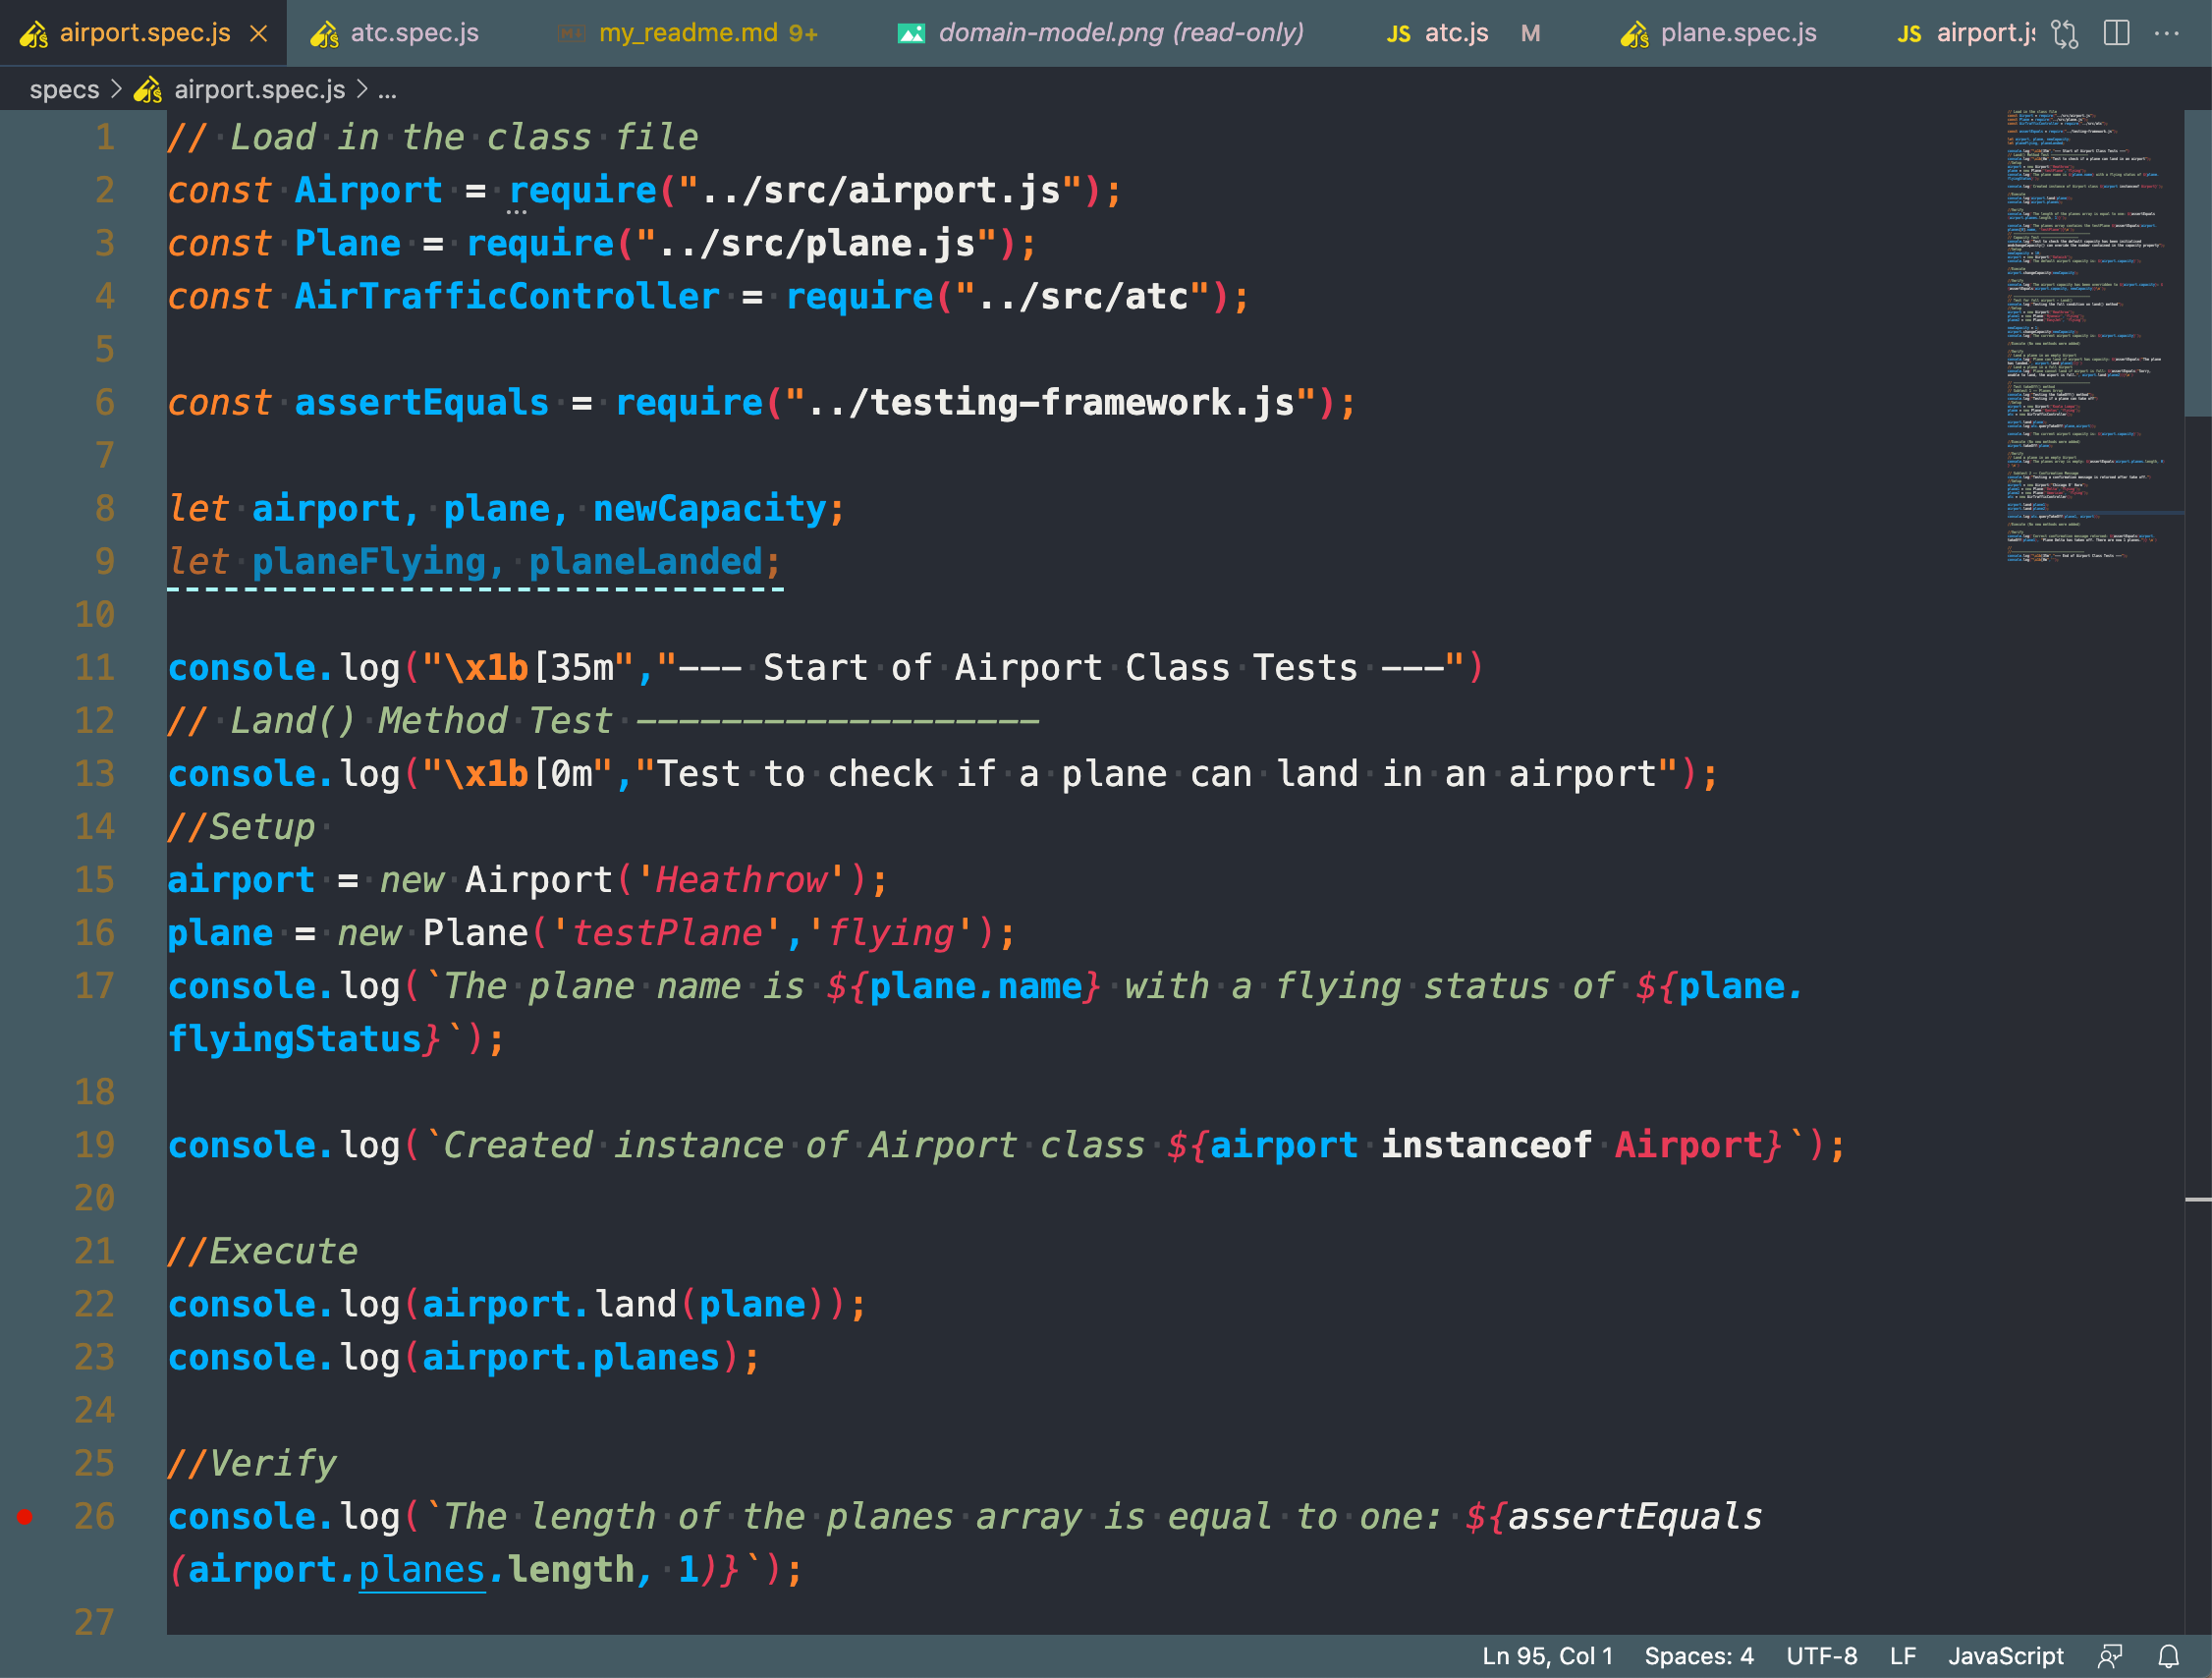 airport.spec.js atc.spec.js my_readme.md 9+ domain-model.png (read-only) JS atc.js M plane.spec.js JS airport.js
specs > airport.spec.js > ...
1 // Load in the class file
2 const Airport = require("../src/airport.js");
3 const Plane = require("../src/plane.js");
4 const AirTrafficController = require("../src/atc");
5
6 const assertEquals = require("../testing-framework.js");
7
8 let airport, plane, newCapacity;
9 let planeFlying, planeLanded;
10
11 console.log("\x1b[35m","--- Start of Airport Class Tests ---")
12 // Land() Method Test -------------------
13 console.log("\x1b[0m","Test to check if a plane can land in an airport");
14 //Setup
15 airport = new Airport('Heathrow');
16 plane = new Plane('testPlane','flying');
17 console.log(`The plane name is ${plane.name} with a flying status of ${plane.
flyingStatus}`);
18
19 console.log(`Created instance of Airport class ${airport instanceof Airport}`);
20
21 //Execute
22 console.log(airport.land(plane));
23 console.log(airport.planes);
24
25 //Verify
26 console.log(`The length of the planes array is equal to one: ${assertEquals
(airport.planes.length, 1)}`);
27
Ln 95, Col 1 Spaces: 4 UTF-8 LF JavaScript